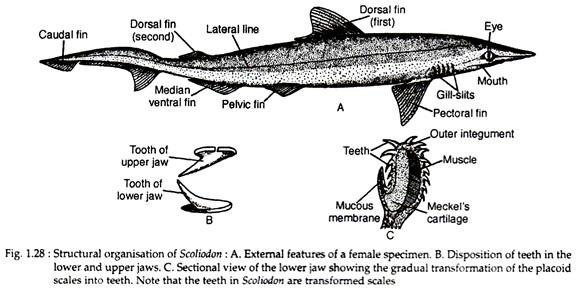 Dorsal fin
(first)
Eye
Dorsal fin
(second)
Lateral line
Caudal fin
Mouth
Gill-slits
Median
ventral fin
Pelvic fin
A
Pectoral fin
Tooth of
upper jaw
Tooth of
lower jaw
B
Outer integument
Teeth
Muscle
Mucous
membrane
Meckel's
cartilage
C
Fig. 1.28 : Structural organisation of Scoliodon : A. External features of a female specimen. B. Disposition of teeth in the
lower and upper jaws. C. Sectional view of the lower jaw showing the gradual transformation of the placoid
scales into teeth. Note that the teeth in Scoliodon are transformed scales